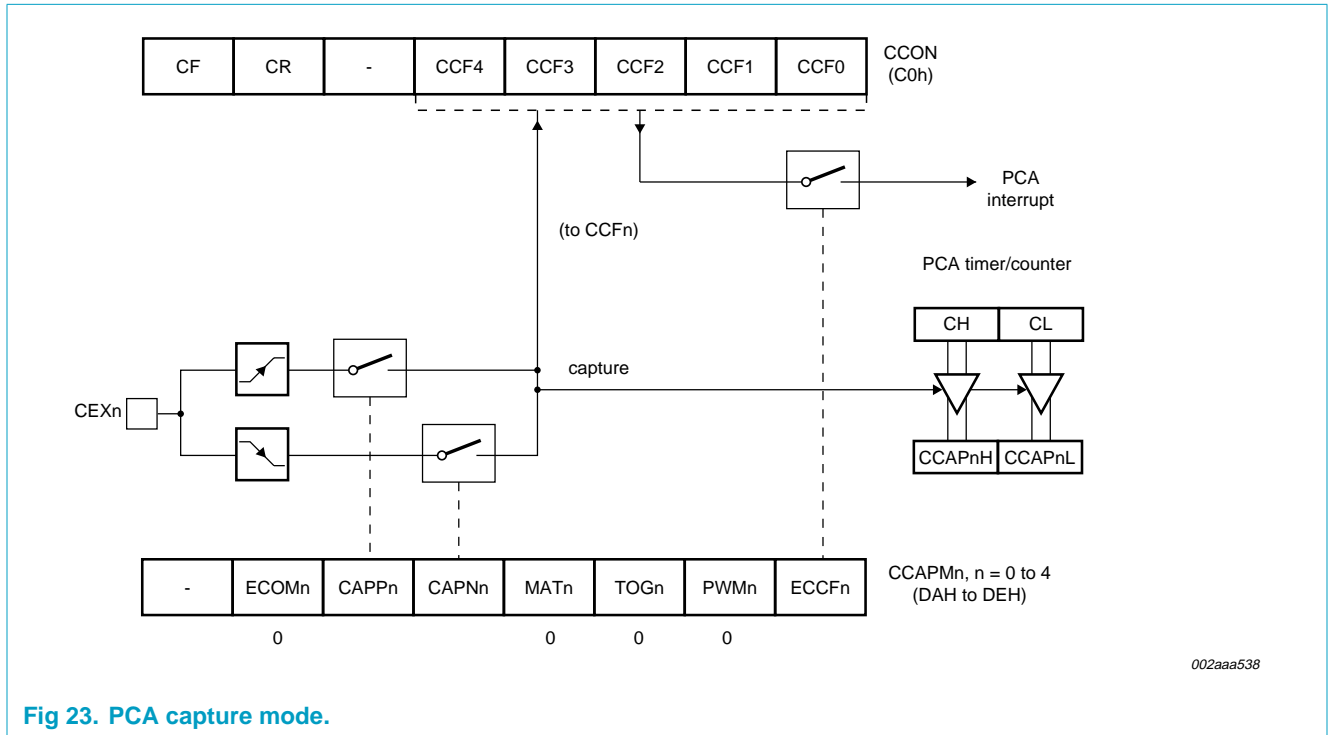 CF CR - CCF4 CCF3 CCF2 CCF1 CCF0
CCON
(C0h)
PCA
interrupt
(to CCFn)
PCA timer/counter
CH CL
capture
CEXn
CCAPnH CCAPnL
- ECOMn CAPPn CAPNn MATn TOGn PWMn ECCFn
CCAPMn, n = 0 to 4
(DAH to DEH)
0 0 0 0
002aaa538
Fig 23. PCA capture mode.